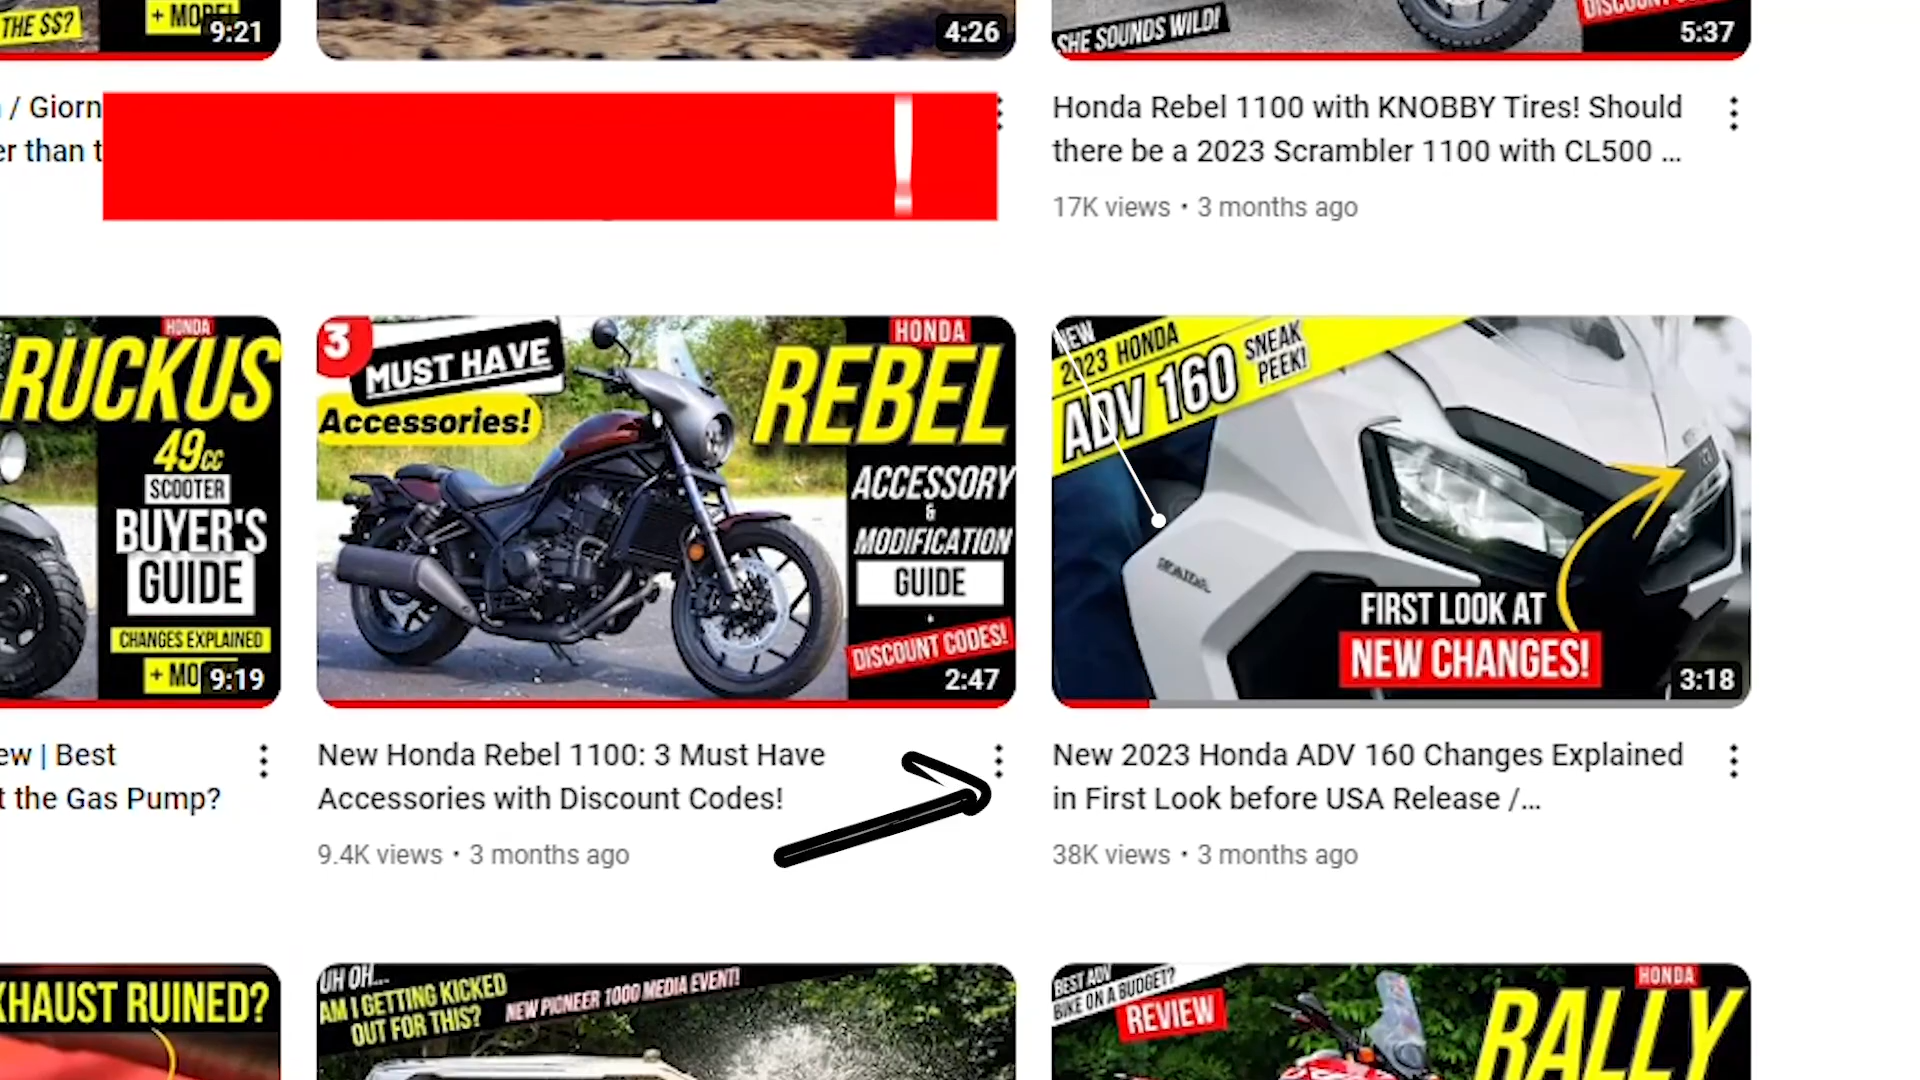 THE SS?
+ MORE!
9:21
4:26
SHE SOUNDS WILD!
5:37
/ Giorn
er than t
Honda Rebel 1100 with KNOBBY Tires! Should
there be a 2023 Scrambler 1100 with CL500 ...
17K views • 3 months ago
HONDA
RUCKUS
49cc
SCOOTER
BUYER'S
GUIDE
CHANGES EXPLAINED
+ MO
9:19
3
MUST HAVE
Accessories!
HONDA
REBEL
ACCESSORY
&
MODIFICATION
GUIDE
+
DISCOUNT CODES!
2:47
NEW
2023 HONDA
ADV 160
SNEAK
PEEK!
HONDA
FIRST LOOK AT
NEW CHANGES!
3:18
ew | Best
t the Gas Pump?
New Honda Rebel 1100: 3 Must Have
Accessories with Discount Codes!
9.4K views • 3 months ago
New 2023 Honda ADV 160 Changes Explained
in First Look before USA Release /...
38K views • 3 months ago
XHAUST RUINED?
UH OH...
AM I GETTING KICKED
OUT FOR THIS?
NEW PIONEER 1000 MEDIA EVENT!
BEST ADV
BIKE ON A BUDGET?
REVIEW
HONDA
RALLY